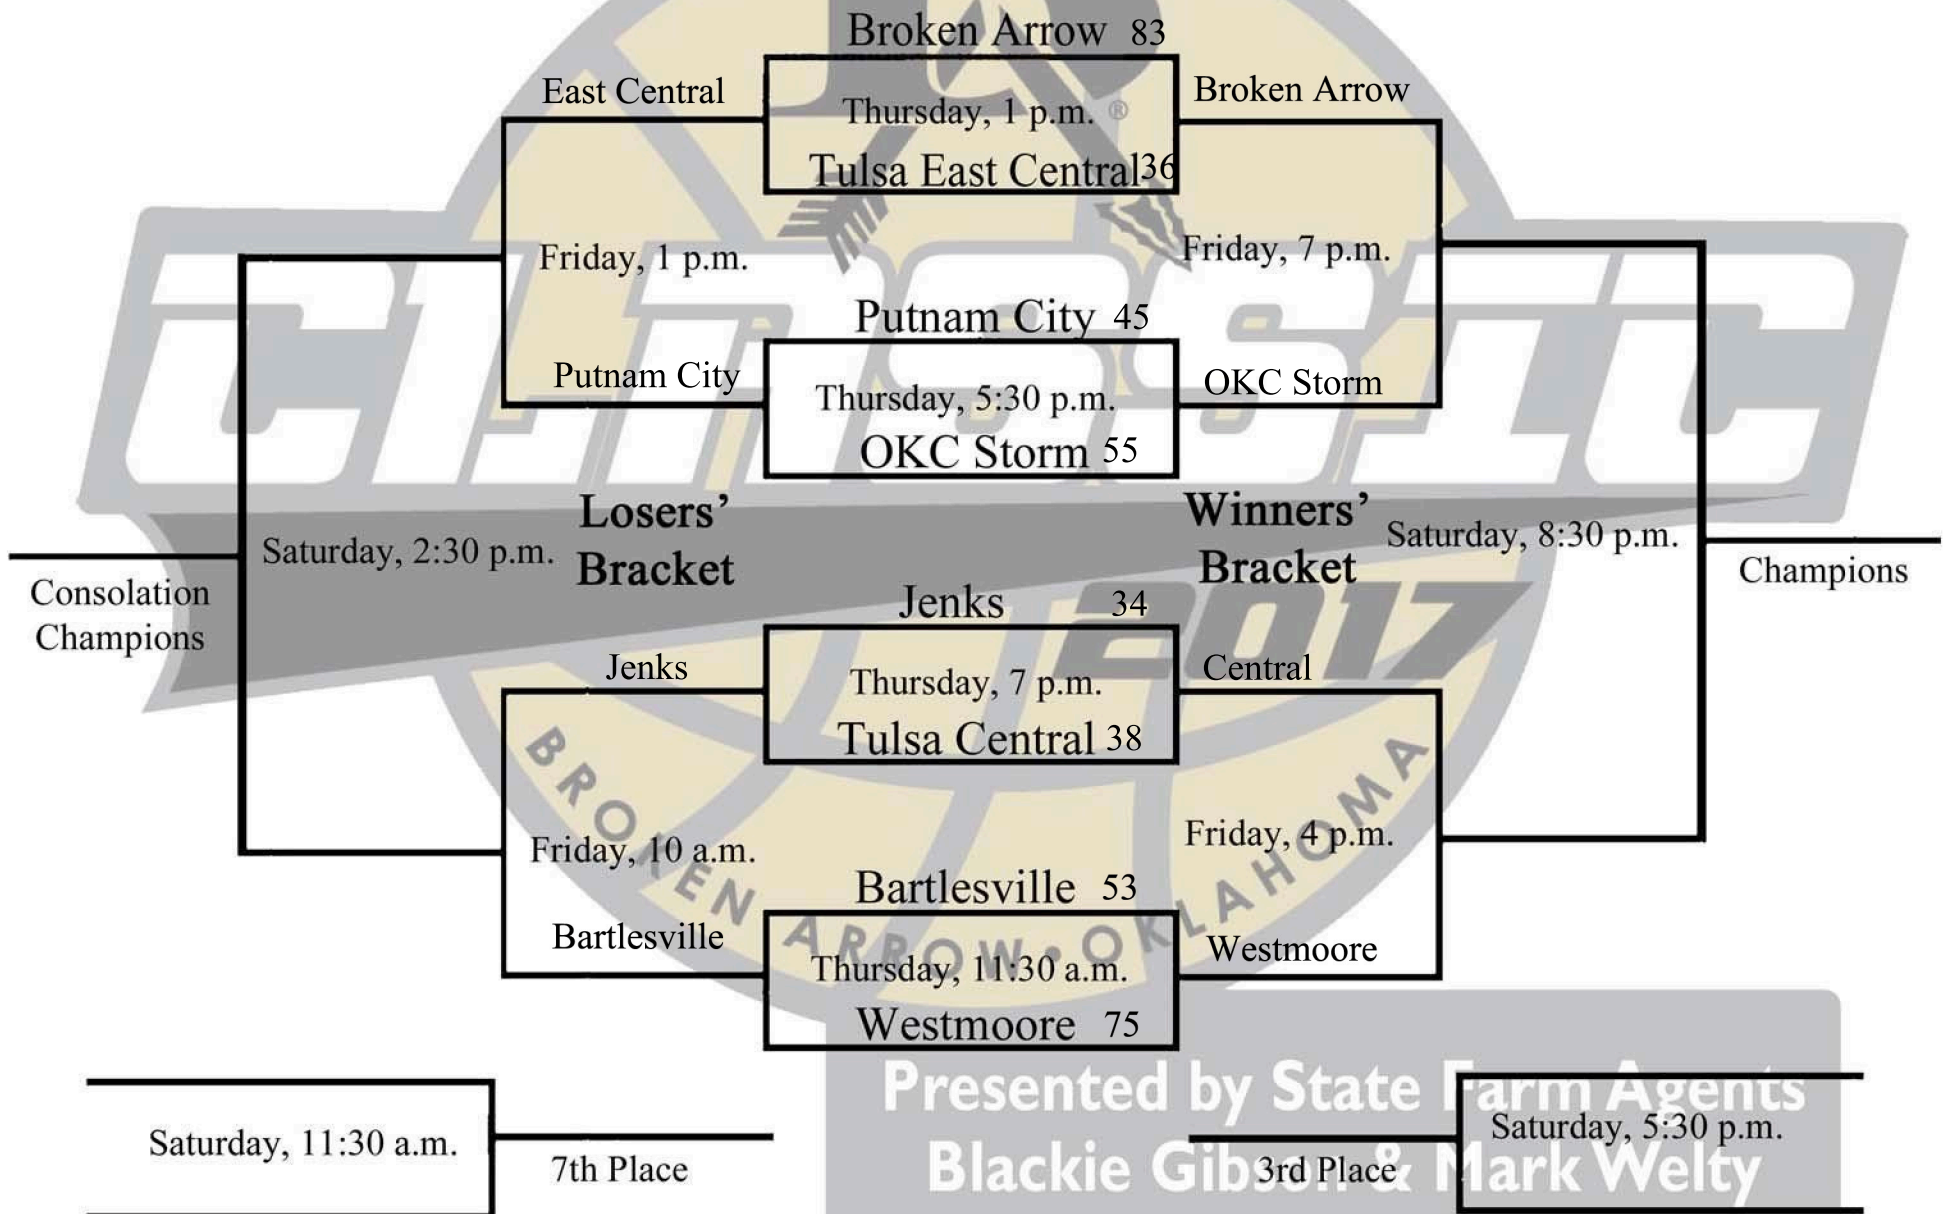 Broken Arrow 83
East Central
Broken Arrow
Thursday, 1 p.m. ®
Tulsa East Central 36
Friday, 1 p.m.
Friday, 7 p.m.
Putnam City 45
Putnam City
OKC Storm
Thursday, 5:30 p.m.
OKC Storm 55
CLASSIC
Losers’
Bracket
Winners’
Bracket
Saturday, 2:30 p.m.
Saturday, 8:30 p.m.
Consolation
Champions
Champions
2017
Jenks 34
Jenks
Central
Thursday, 7 p.m.
Tulsa Central 38
Friday, 10 a.m.
Friday, 4 p.m.
Bartlesville 53
Bartlesville
Westmoore
Thursday, 11:30 a.m.
Westmoore 75
BROKEN ARROW • OKLAHOMA
Presented by State Farm Agents
Blackie Gibson & Mark Welty
Saturday, 11:30 a.m.
7th Place
Saturday, 5:30 p.m.
3rd Place